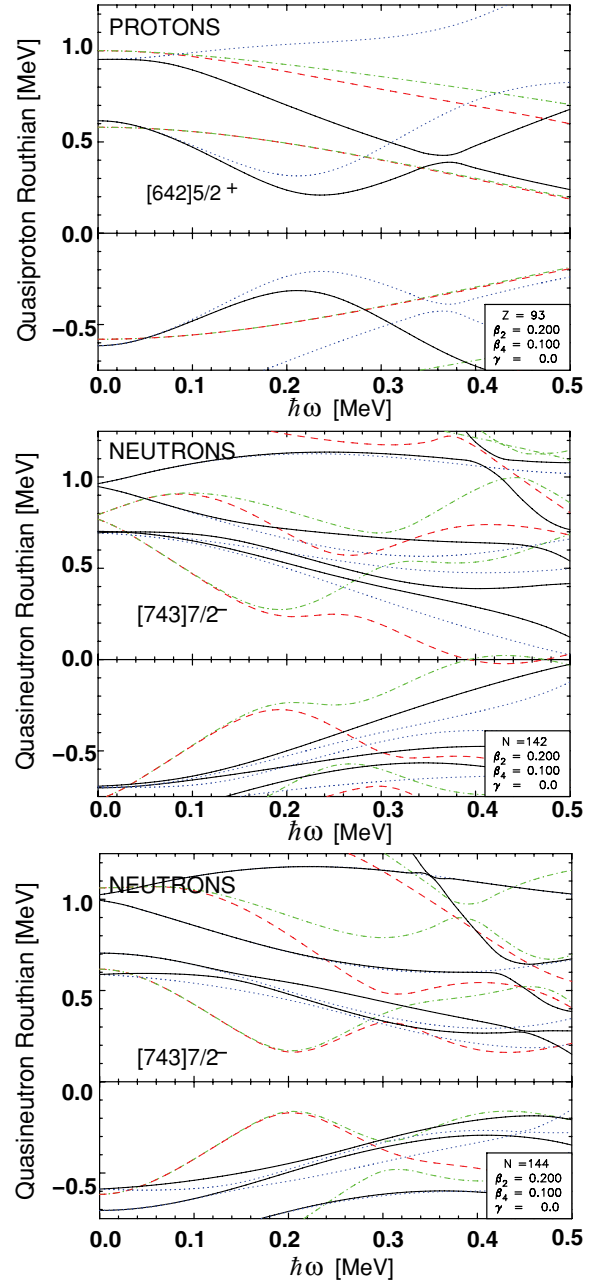 PROTONS
Quasiproton Routhian [MeV]
1.0
0.5
0.0
−0.5
[642]5/2 +
Z = 93
β2 = 0.200
β4 = 0.100
γ = 0.0
0.0 0.1 0.2 0.3 0.4 0.5
ħω [MeV]
NEUTRONS
Quasineutron Routhian [MeV]
1.0
0.5
0.0
−0.5
[743]7/2−
N =142
β2 = 0.200
β4 = 0.100
γ = 0.0
0.0 0.1 0.2 0.3 0.4 0.5
ħω [MeV]
NEUTRONS
Quasineutron Routhian [MeV]
1.0
0.5
0.0
−0.5
[743]7/2−
N =144
β2 = 0.200
β4 = 0.100
γ = 0.0
0.0 0.1 0.2 0.3 0.4 0.5
ħω [MeV]